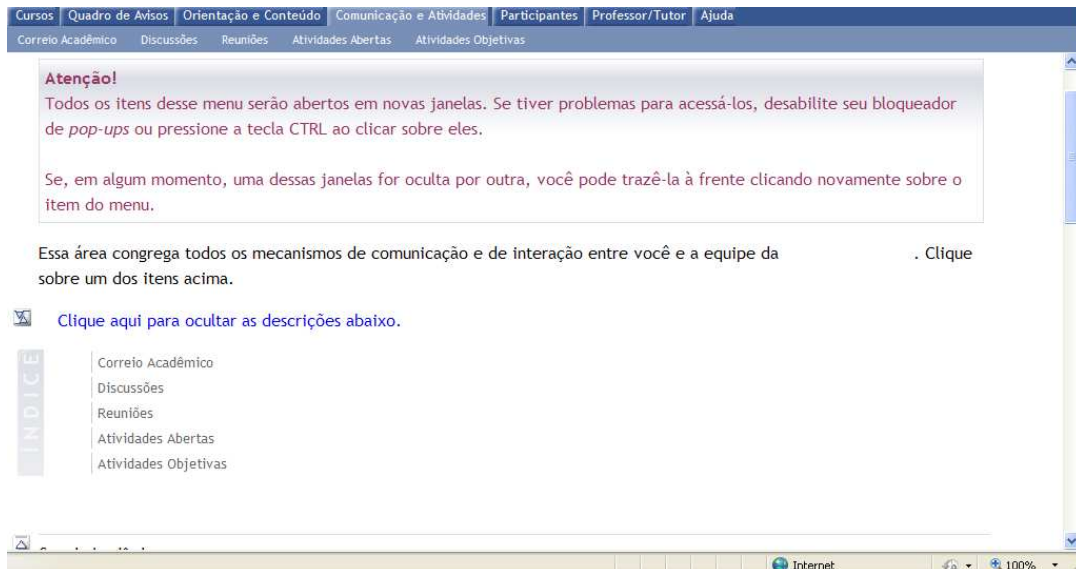 Cursos Quadro de Avisos Orientação e Conteúdo Comunicação e Atividades Participantes Professor/Tutor Ajuda
Correio Acadêmico Discussões Reuniões Atividades Abertas Atividades Objetivas
Atenção!
Todos os itens desse menu serão abertos em novas janelas. Se tiver problemas para acessá-los, desabilite seu bloqueador
de pop-ups ou pressione a tecla CTRL ao clicar sobre eles.
Se, em algum momento, uma dessas janelas for oculta por outra, você pode trazê-la à frente clicando novamente sobre o
item do menu.
Essa área congrega todos os mecanismos de comunicação e de interação entre você e a equipe da . Clique
sobre um dos itens acima.
Clique aqui para ocultar as descrições abaixo.
INDICE
Correio Acadêmico
Discussões
Reuniões
Atividades Abertas
Atividades Objetivas
Internet 100%